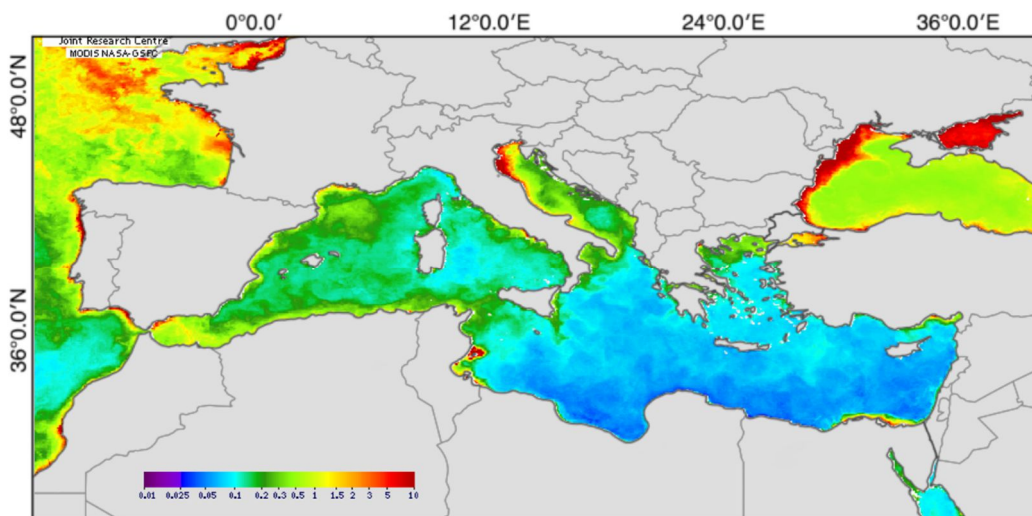 0°0.0′ 12°0.0′E 24°0.0′E 36°0.0′E
Joint Research Centre
MODIS NASA-GSFC
48°0.0′N
36°0.0′N
0.01 0.025 0.05 0.1 0.2 0.3 0.5 1 1.5 2 3 5 10